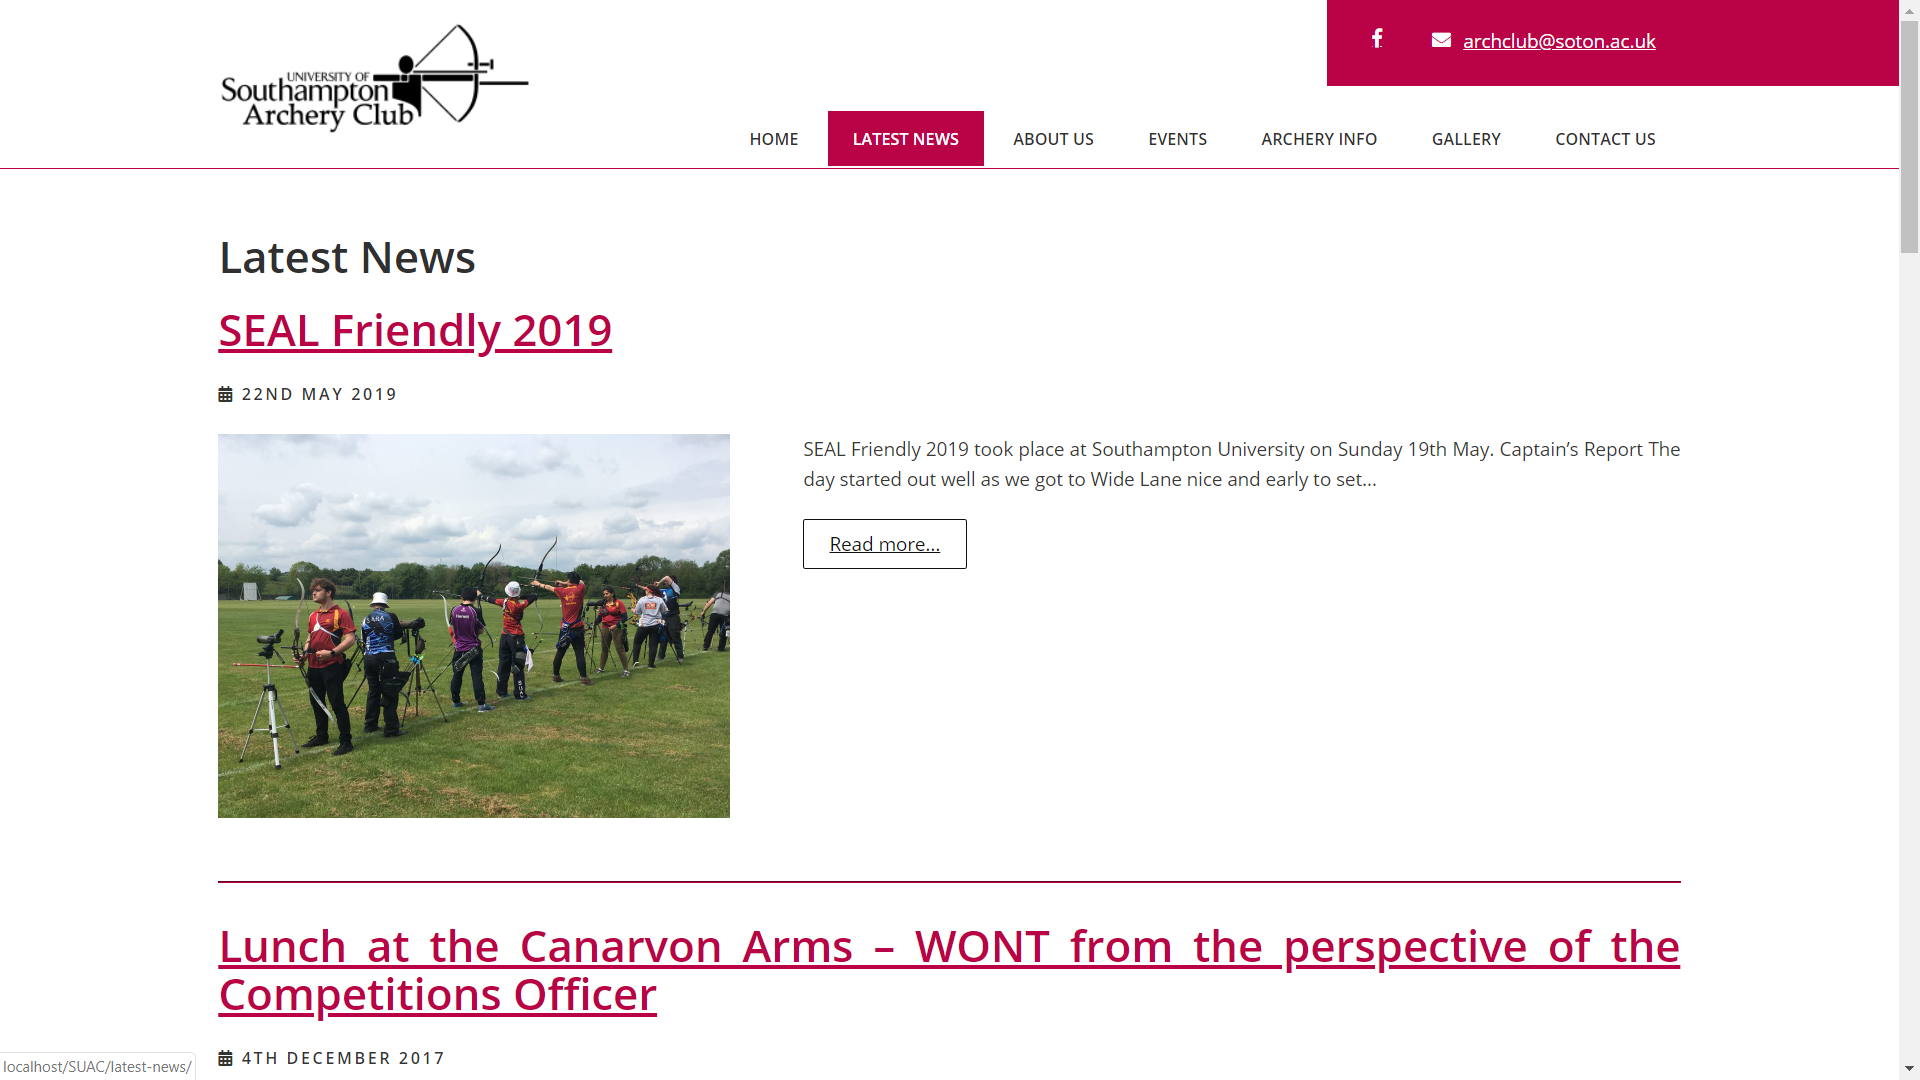 UNIVERSITY OF
Southampton
Archery Club
archclub@soton.ac.uk
HOME LATEST NEWS ABOUT US EVENTS ARCHERY INFO GALLERY CONTACT US
Latest News
SEAL Friendly 2019
22ND MAY 2019
SEAL Friendly 2019 took place at Southampton University on Sunday 19th May. Captain’s Report The
day started out well as we got to Wide Lane nice and early to set...
Read more...
Lunch at the Canarvon Arms – WONT from the perspective of the
Competitions Officer
4TH DECEMBER 2017
localhost/SUAC/latest-news/